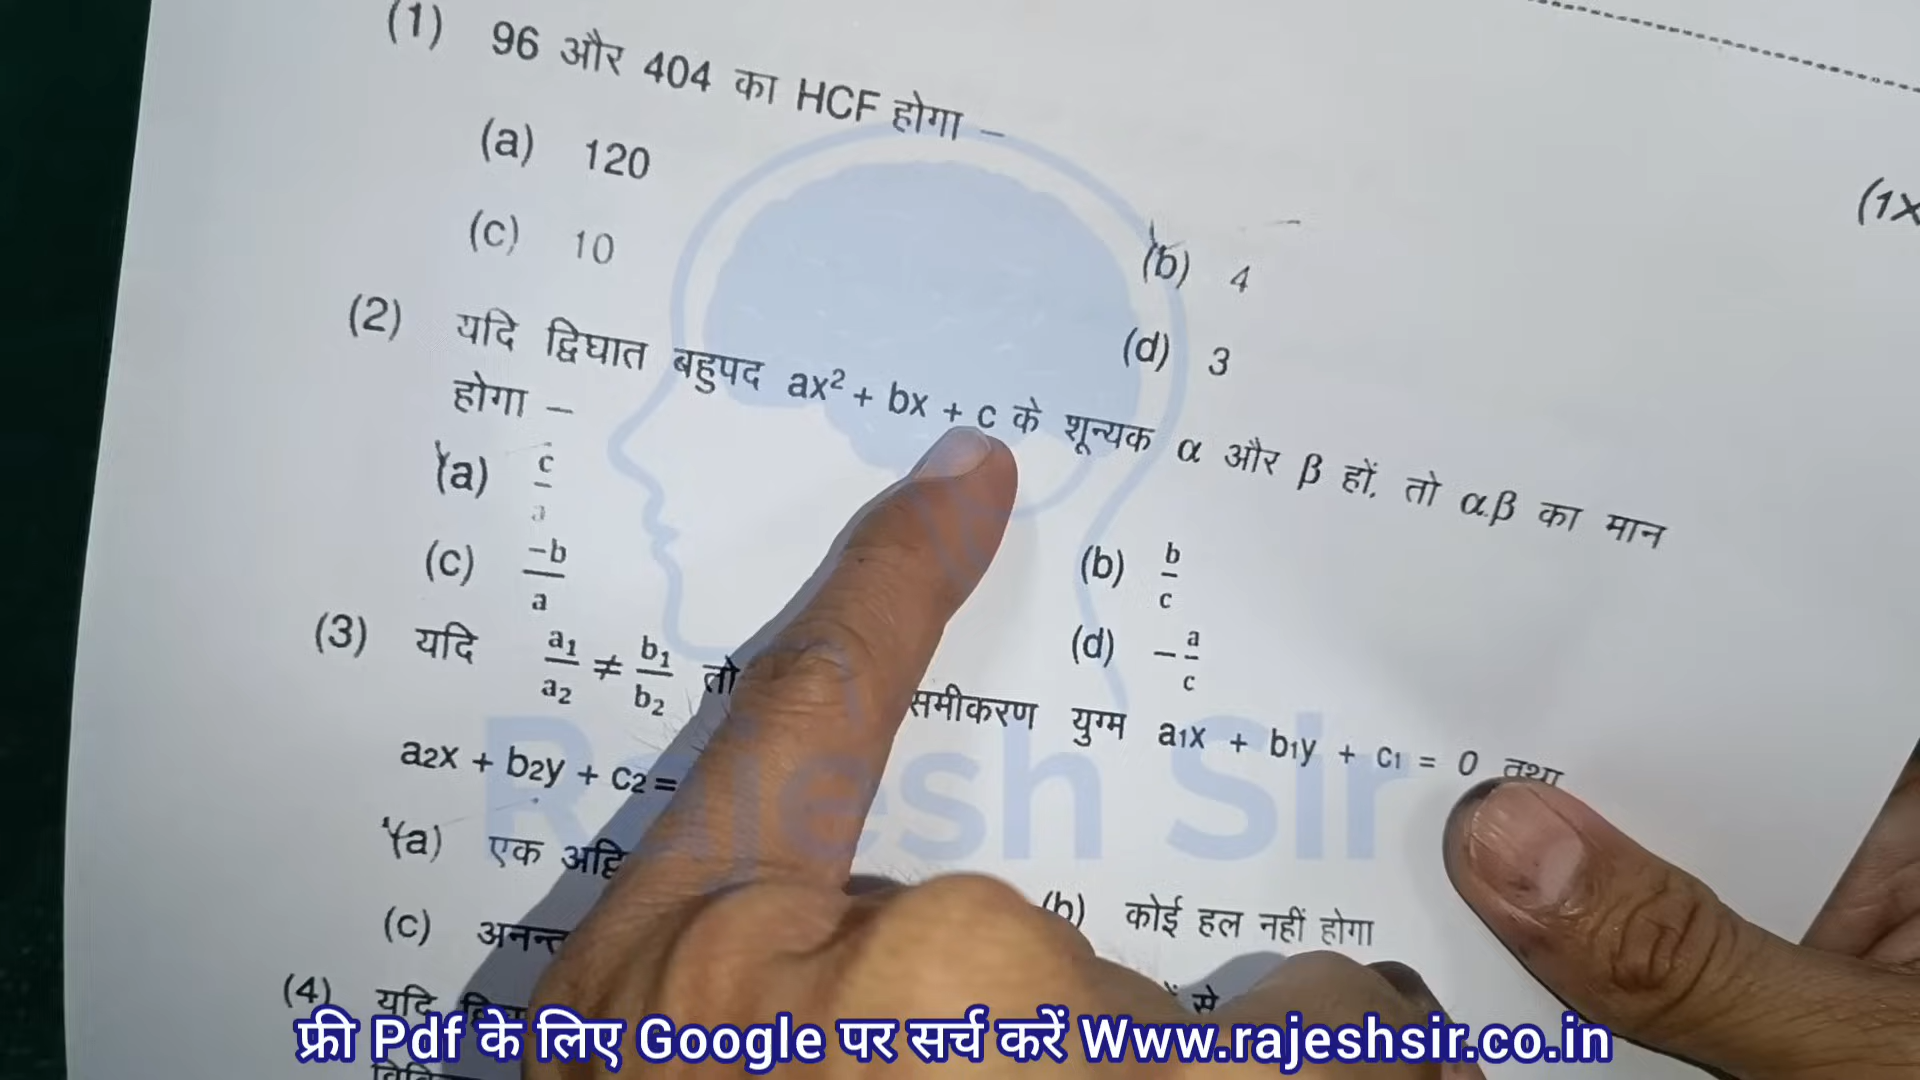 (1) 96 और 404 का HCF होगा –
(1X
(a) 120
(b) 4
(c) 10
(d) 3
(2) यदि द्विघात बहुपद ax² + bx + c के शून्यक α और β हों, तो α.β का मान
होगा –
(a) c/a
(b) b/c
(c) -b/a
(d) -a/c
(3) यदि a₁/a₂ ≠ b₁/b₂ तो समीकरण युग्म a₁x + b₁y + c₁ = 0 तथा
a₂x + b₂y + c₂ =
(a) एक
(b) कोई हल नहीं होगा
(c)
(4) यदि
से
Rajesh Sir
फ्री Pdf के लिए Google पर सर्च करें Www.rajeshsir.co.in